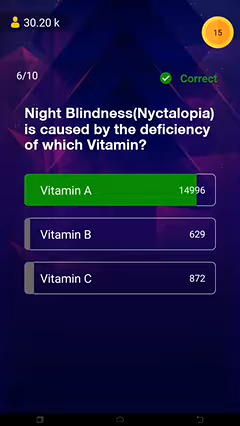 30.20 k
15
6/10
Correct
Night Blindness(Nyctalopia)
is caused by the deficiency
of which Vitamin?
Vitamin A 14996
Vitamin B 629
Vitamin C 872